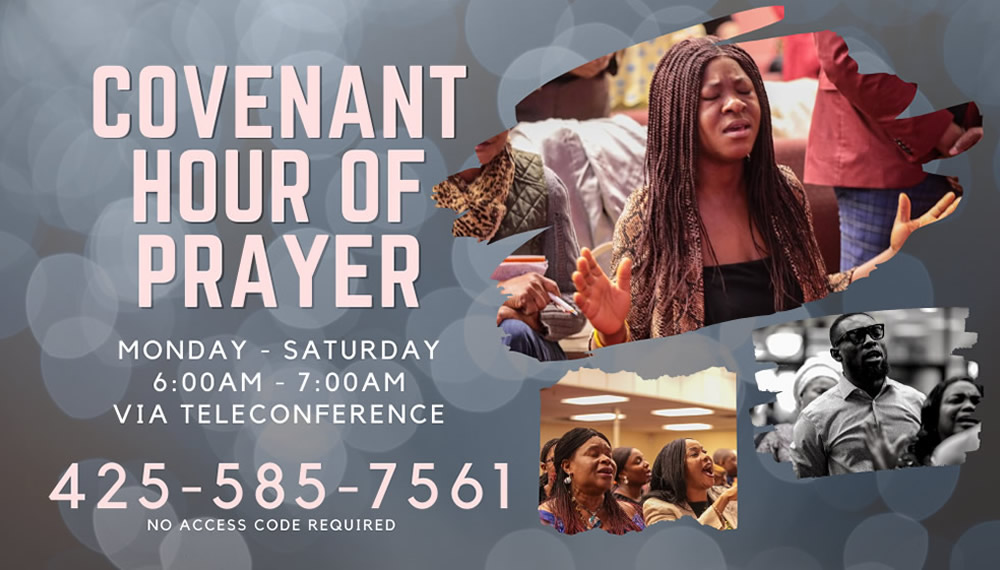 COVENANT
HOUR OF
PRAYER
MONDAY - SATURDAY
6:00AM - 7:00AM
VIA TELECONFERENCE
425-585-7561
NO ACCESS CODE REQUIRED